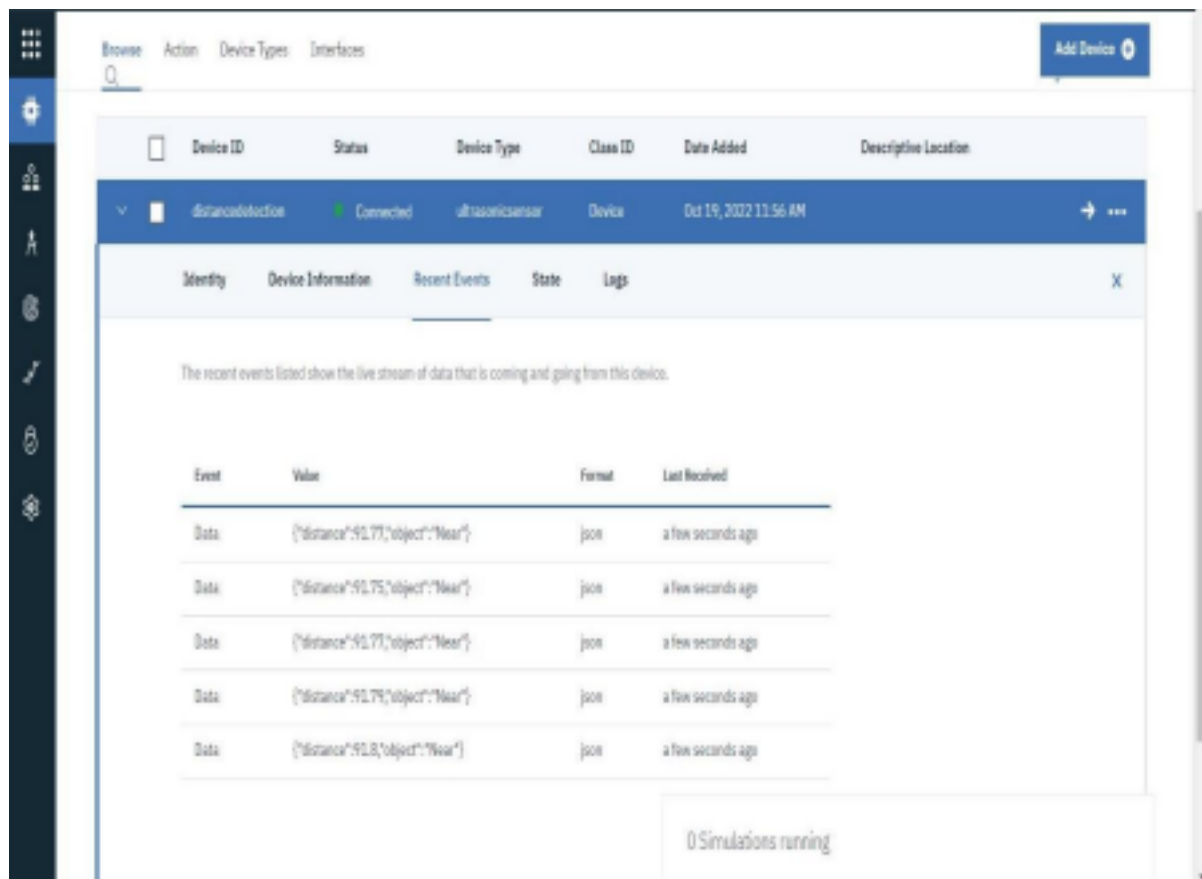 Browse Action Device Types Interfaces
Add Device
Device ID Status Device Type Class ID Date Added Descriptive Location
distancedetection Connected ultrasonicsensor Device Oct 19, 2022 11:56 AM
Identity Device Information Recent Events State Logs X
The recent events listed show the live stream of data that is coming and going from this device.
Event Value Format Last Received
Data {"distance":91.77,"object":"Near"} json a few seconds ago
Data {"distance":91.75,"object":"Near"} json a few seconds ago
Data {"distance":91.77,"object":"Near"} json a few seconds ago
Data {"distance":91.79,"object":"Near"} json a few seconds ago
Data {"distance":91.8,"object":"Near"} json a few seconds ago
0 Simulations running